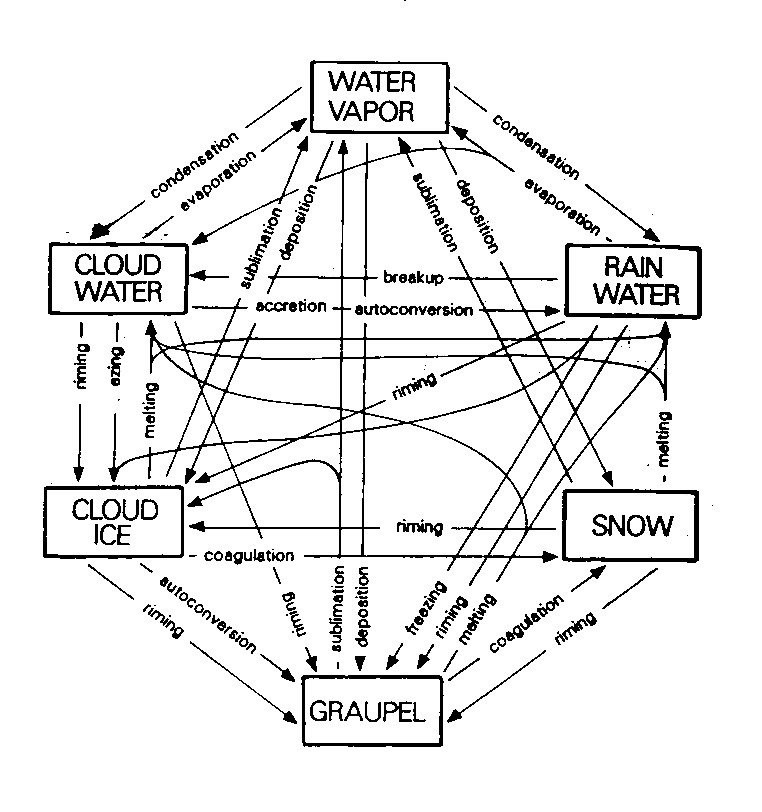 WATER
VAPOR
condensation
evaporation
condensation
evaporation
sublimation
deposition
sublimation
deposition
CLOUD
WATER
RAIN
WATER
breakup
accretion
autoconversion
riming
ezing
melting
riming
melting
CLOUD
ICE
SNOW
riming
coagulation
autoconversion
riming
riming
sublimation
deposition
freezing
riming
melting
coagulation
riming
GRAUPEL